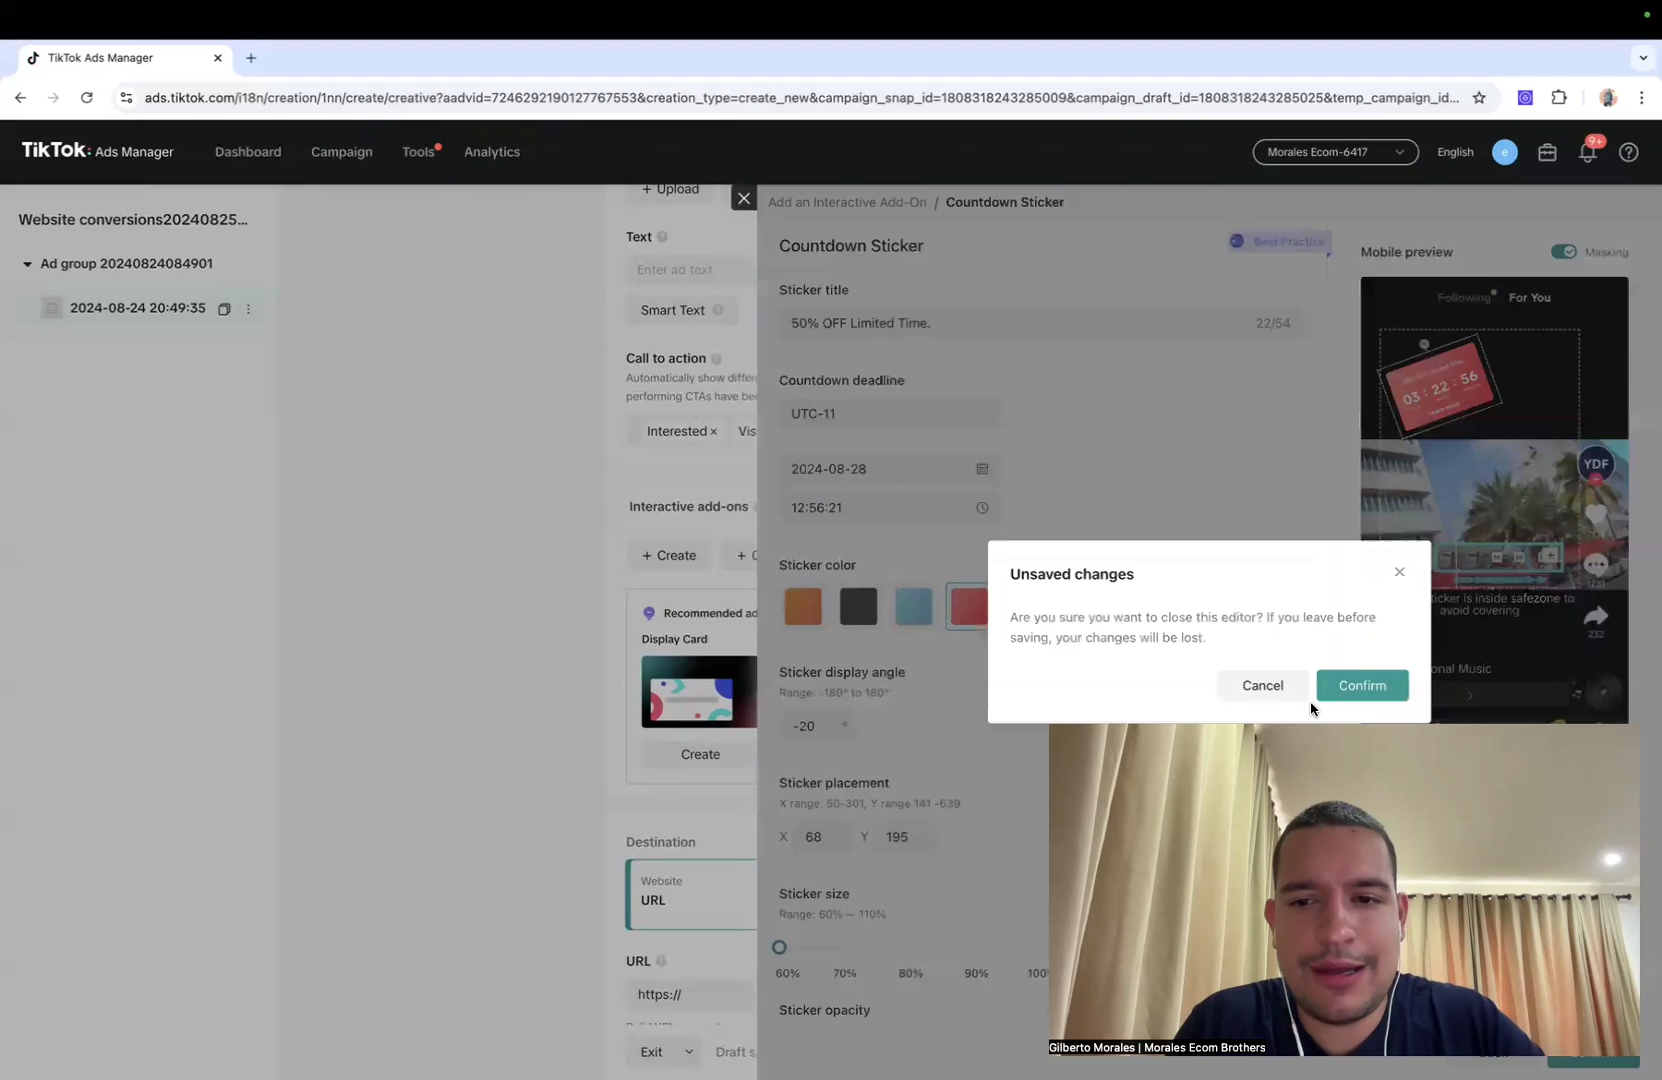 TikTok Ads Manager
ads.tiktok.com/i18n/creation/1nn/create/creative?aadvid=7246292190127767553&creation_type=create_new&campaign_snap_id=1808318243285009&campaign_draft_id=1808318243285025&temp_campaign_id...
TikTok: Ads Manager
Dashboard
Campaign
Tools
Analytics
Morales Ecom-6417
English
e
9+
Website conversions20240825...
Ad group 20240824084901
2024-08-24 20:49:35
+ Upload
Text
Enter ad text
Smart Text
Call to action
Automatically show differ
performing CTAs have bee
Interested ×
Vis
Interactive add-ons
+ Create
Recommended ad
Display Card
Create
Destination
Website
URL
URL
https://
Exit
Draft s
Add an Interactive Add-On / Countdown Sticker
Countdown Sticker
Best Practice
Sticker title
50% OFF Limited Time.
22/54
Countdown deadline
UTC-11
2024-08-28
12:56:21
Sticker color
Sticker display angle
Range: -180° to 180°
-20 °
Sticker placement
X range: 50-301, Y range 141 -639
X 68 Y 195
Sticker size
Range: 60% — 110%
60% 70% 80% 90% 100%
Sticker opacity
Mobile preview
Masking
Following
For You
03 : 22 : 56
YDF
ticker is inside safezone to
avoid covering
232
onal Music
Unsaved changes
Are you sure you want to close this editor? If you leave before
saving, your changes will be lost.
Cancel
Confirm
Gilberto Morales | Morales Ecom Brothers